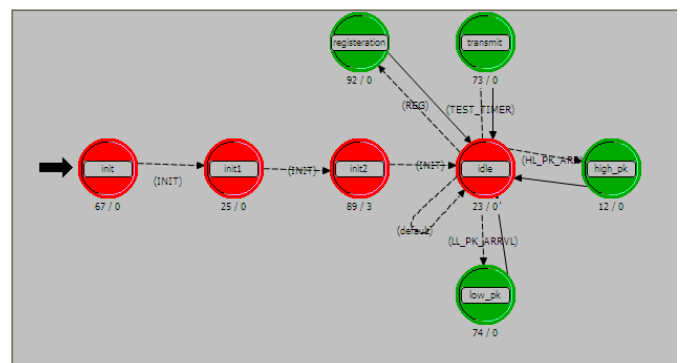 registeration
transmit
92 / 0
73 / 0
(REG)
(TEST_TIMER)
init
init1
init2
idle
high_pk
(INIT)
(INIT)
(INIT)
(HL_PK_ARR
67 / 0
25 / 0
89 / 3
23 / 0
12 / 0
(default)
(LL_PK_ARRVL)
low_pk
74 / 0